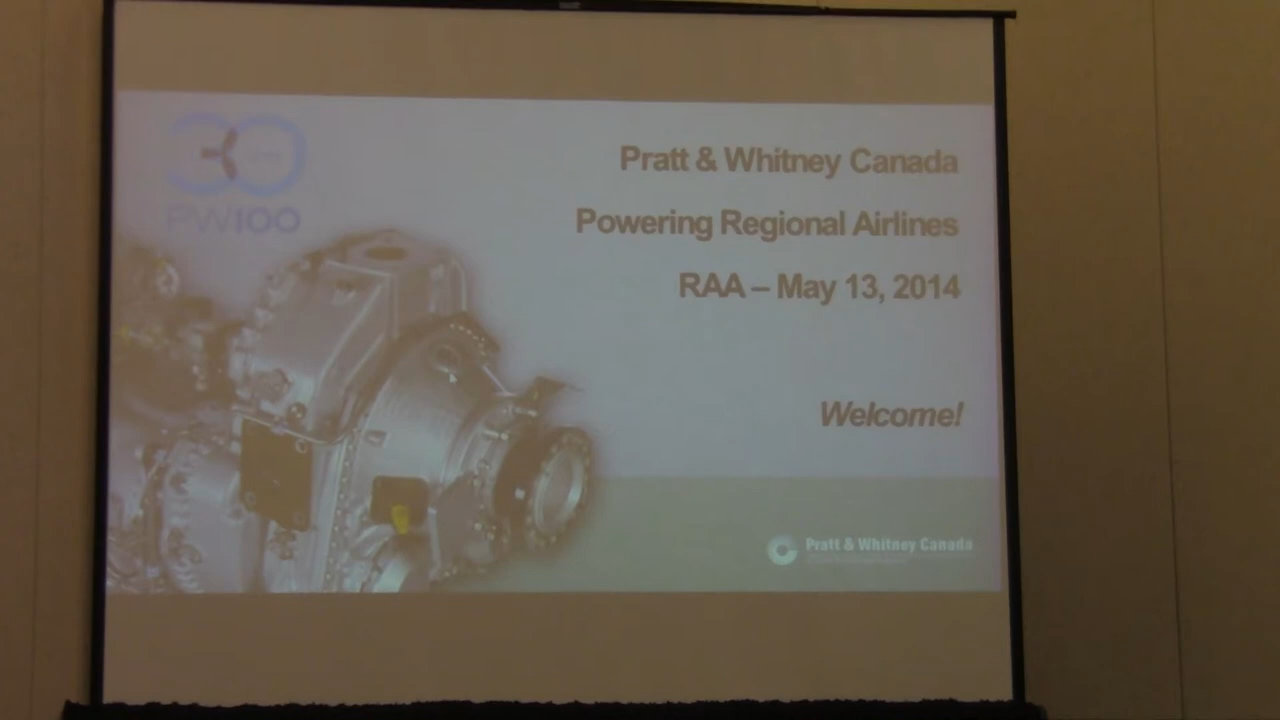 30
PW100
Pratt & Whitney Canada
Powering Regional Airlines
RAA – May 13, 2014
Welcome!
Pratt & Whitney Canada